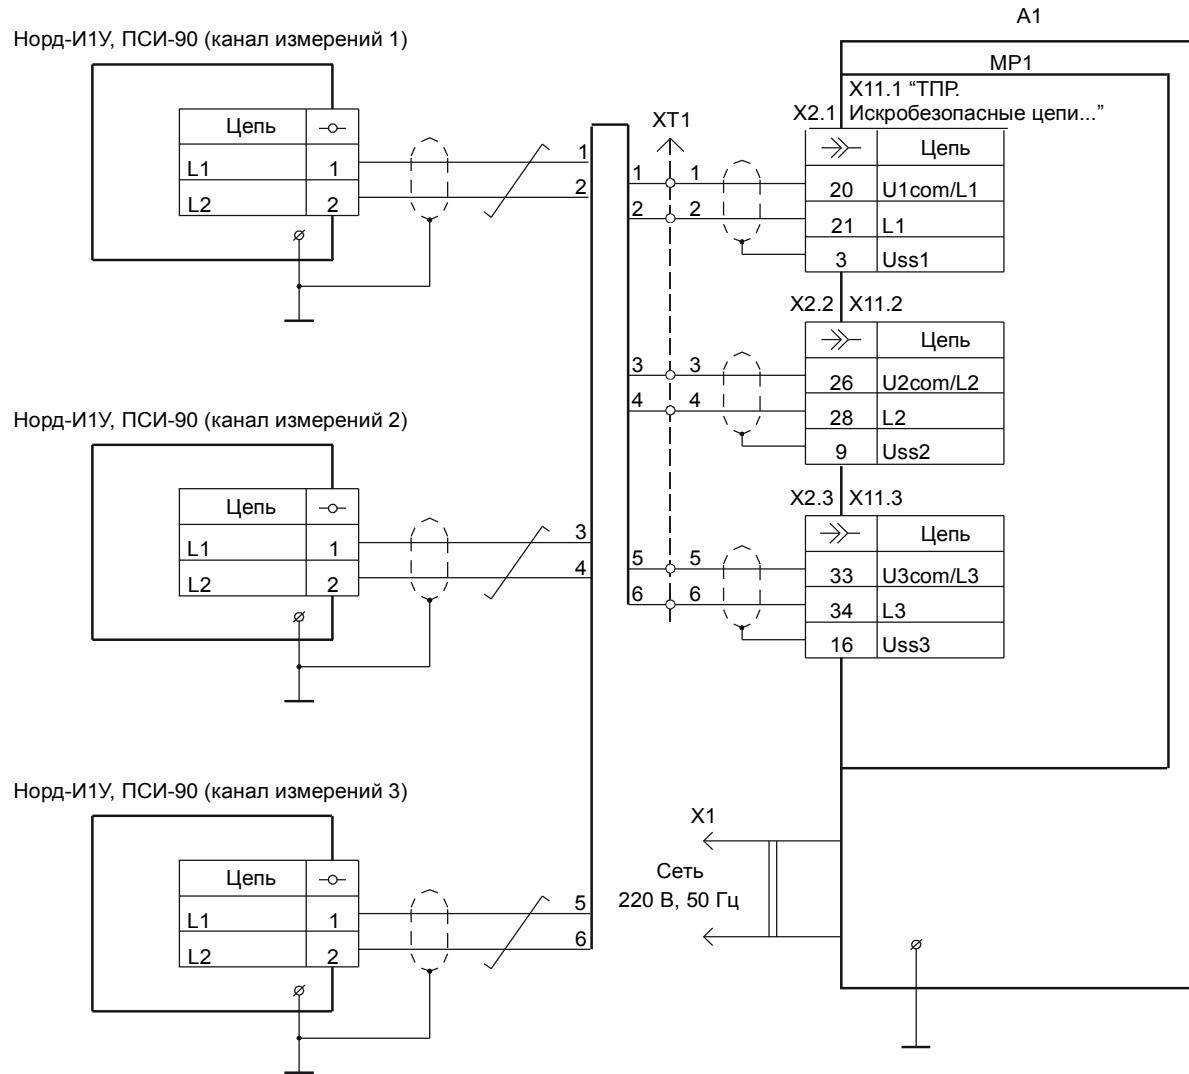 A1
Норд-И1У, ПСИ-90 (канал измерений 1)
MP1
X11.1 “ТПР.
X2.1 Искробезопасные цепи...”
XT1
Цепь
L1 1
L2 2
1
2
1 1
2 2
Цепь
20 U1com/L1
21 L1
3 Uss1
X2.2 X11.2
Цепь
3 3
4 4
26 U2com/L2
28 L2
9 Uss2
Норд-И1У, ПСИ-90 (канал измерений 2)
Цепь
L1 1
L2 2
3
4
X2.3 X11.3
Цепь
5 5
6 6
33 U3com/L3
34 L3
16 Uss3
Норд-И1У, ПСИ-90 (канал измерений 3)
Цепь
L1 1
L2 2
5
6
X1
Сеть
220 В, 50 Гц